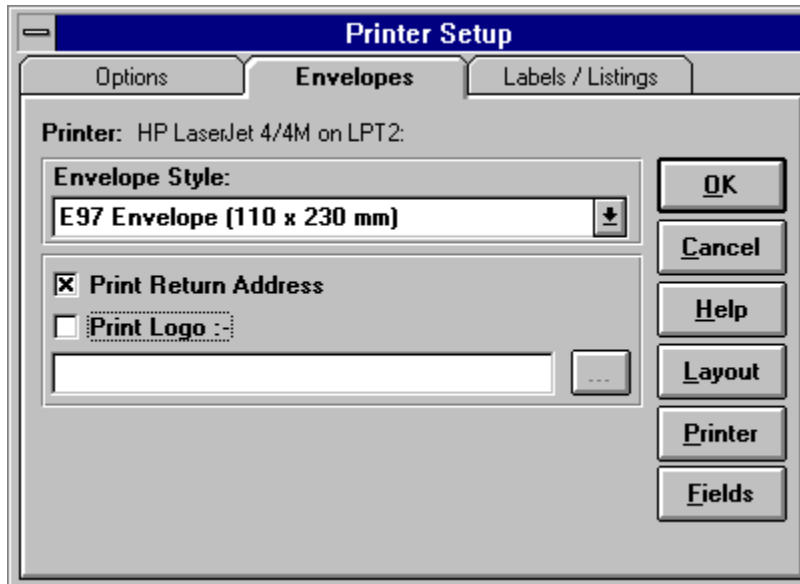 Printer Setup
Options
Envelopes
Labels / Listings
Printer: HP LaserJet 4/4M on LPT2:
Envelope Style:
E97 Envelope (110 x 230 mm)
Print Return Address
Print Logo :-
...
OK
Cancel
Help
Layout
Printer
Fields